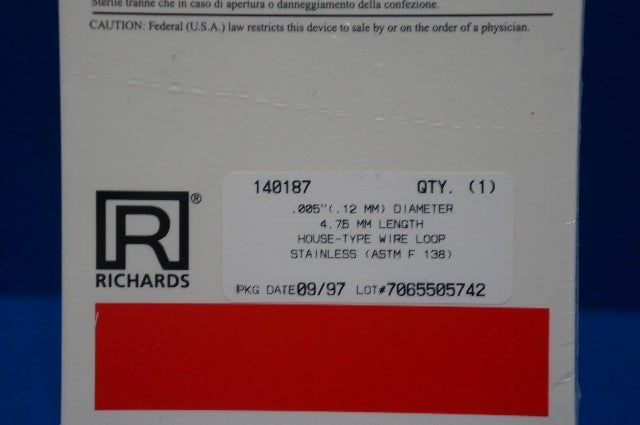 Sterile tranne che in caso di apertura o danneggiamento della confezione.
CAUTION: Federal (U.S.A.) law restricts this device to sale by or on the order of a physician.
140187 QTY. (1)
.005"(.12 MM) DIAMETER
4.75 MM LENGTH
HOUSE-TYPE WIRE LOOP
STAINLESS (ASTM F 138)
PKG DATE09/97 LOT#7065505742
R®
RICHARDS